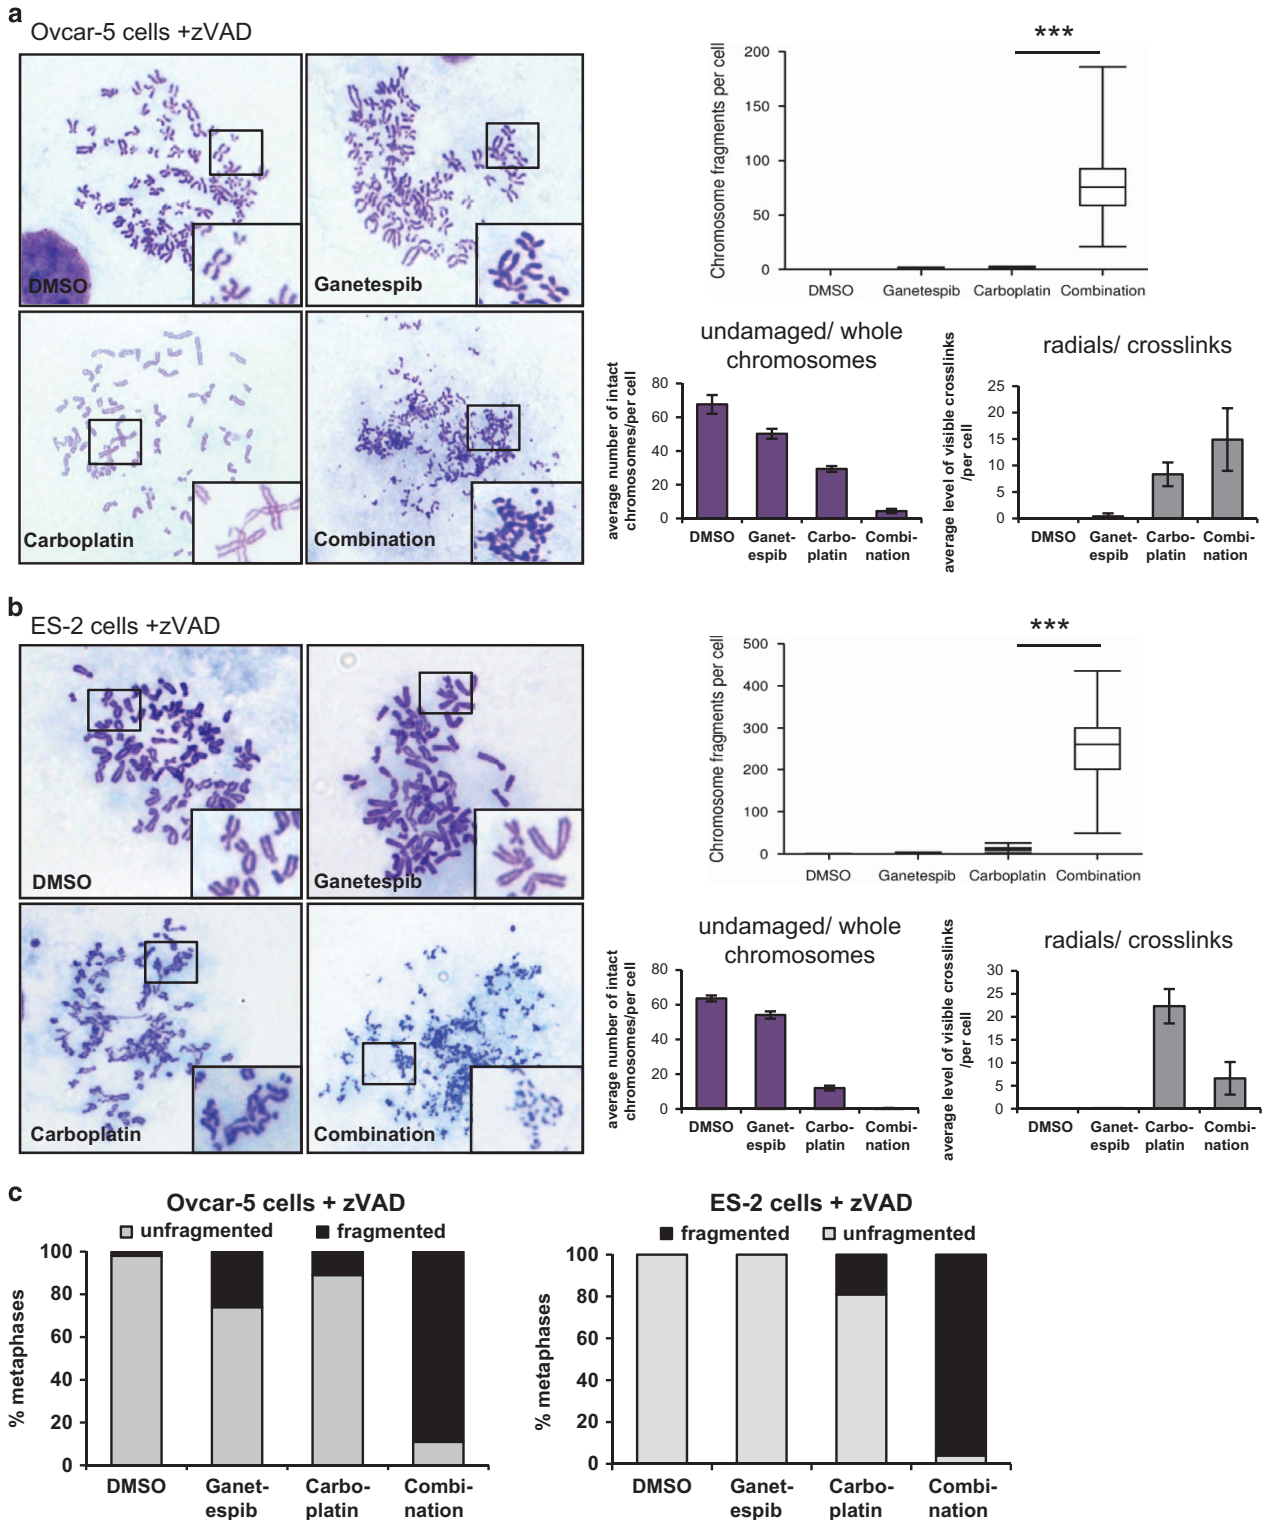 a
Ovcar-5 cells +zVAD
DMSO
Ganetespib
Carboplatin
Combination
***
Chromosome fragments per cell
200
150
100
50
0
DMSO Ganetespib Carboplatin Combination
undamaged/ whole
chromosomes
average number of intact
chromosomes/per cell
80
60
40
20
0
DMSO Ganet- Carbo- Combi-
espib platin nation
radials/ crosslinks
average level of visible crosslinks
/per cell
25
20
15
10
5
0
DMSO Ganet- Carbo- Combi-
espib platin nation
b
ES-2 cells +zVAD
DMSO
Ganetespib
Carboplatin
Combination
***
Chromosome fragments per cell
500
400
300
200
100
0
DMSO Ganetespib Carboplatin Combination
undamaged/ whole
chromosomes
average number of intact
chromosomes/per cell
80
60
40
20
0
DMSO Ganet- Carbo- Combi-
espib platin nation
radials/ crosslinks
average level of visible crosslinks
/per cell
30
25
20
15
10
5
0
DMSO Ganet- Carbo- Combi-
espib platin nation
c
Ovcar-5 cells + zVAD
unfragmented fragmented
% metaphases
100
80
60
40
20
0
DMSO Ganet- Carbo- Combi-
espib platin nation
ES-2 cells + zVAD
fragmented unfragmented
% metaphases
100
80
60
40
20
0
DMSO Ganet- Carbo- Combi-
espib platin nation